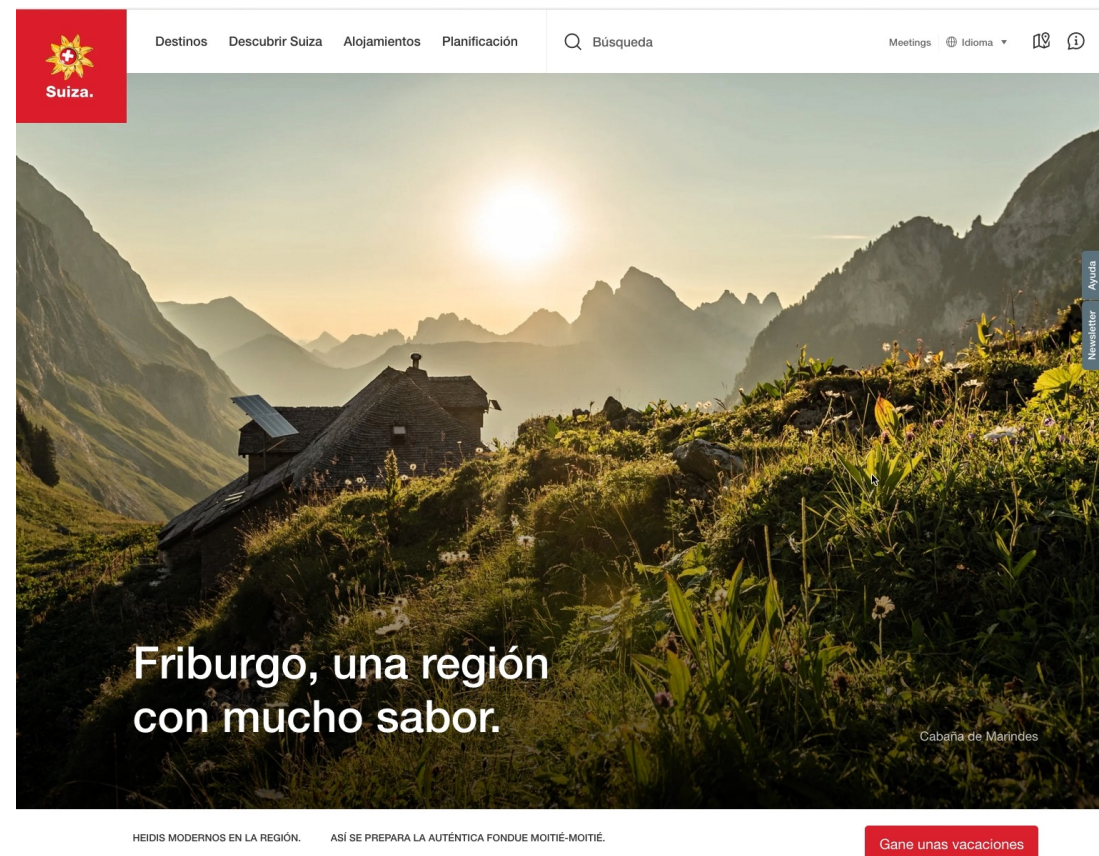 Suiza.
Destinos Descubrir Suiza Alojamientos Planificación Búsqueda Meetings Idioma
Ayuda
Newsletter
Friburgo, una región
con mucho sabor.
Cabaña de Marindes
HEIDIS MODERNOS EN LA REGIÓN. ASÍ SE PREPARA LA AUTÉNTICA FONDUE MOITIÉ-MOITIÉ.
Gane unas vacaciones